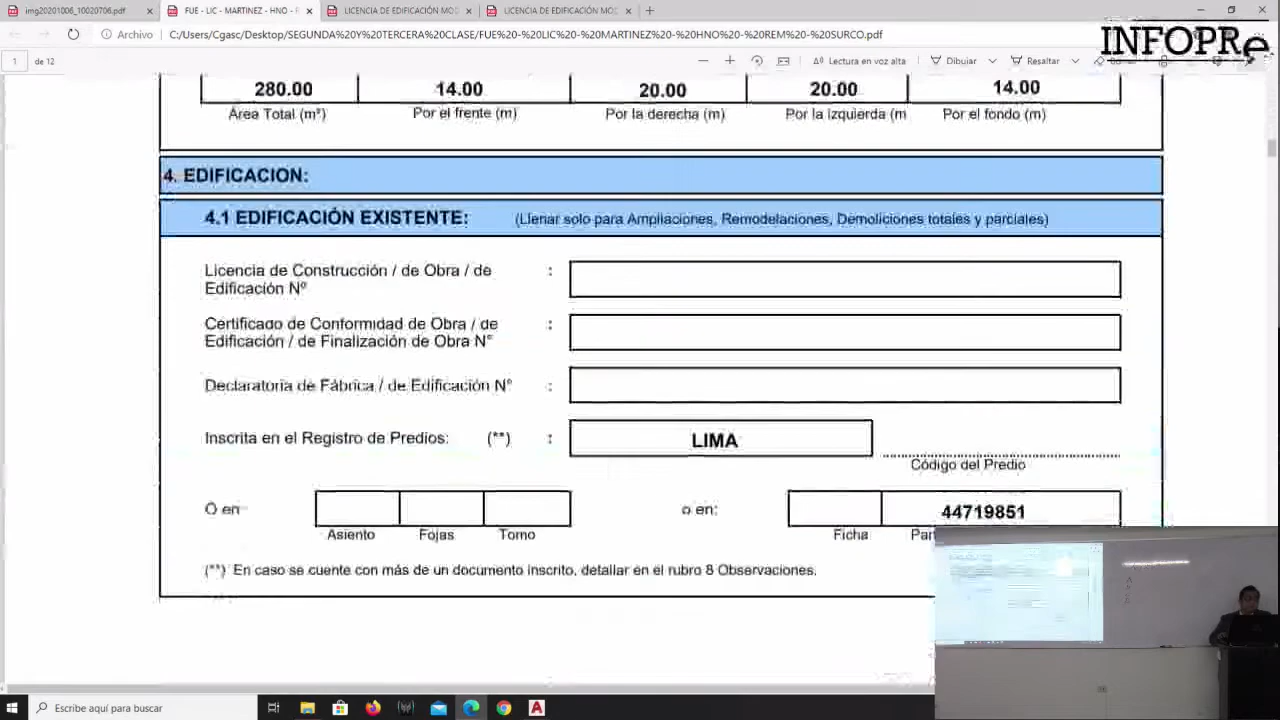 img20201006_10020706.pdf
FUE - LIC - MARTINEZ - HNO - F
LICENCIA DE EDIFICACIÓN MOD
LICENCIA DE EDIFICACIÓN MOD
Archivo
C:/Users/Cgasc/Desktop/SEGUNDA%20Y%20TERCERA%20CLASE/FUE%20-%20LIC%20-%20MARTINEZ%20-%20HNO%20-%20REM%20-%20SURCO.pdf
INFOPRe
1 de 12
Lectura en voz alta
Dibujar
Resaltar
280.00 14.00 20.00 20.00 14.00
Área Total (m²) Por el frente (m) Por la derecha (m) Por la izquierda (m Por el fondo (m)
4. EDIFICACION:
4.1 EDIFICACIÓN EXISTENTE: (Llenar solo para Ampliaciones, Remodelaciones, Demoliciones totales y parciales)
Licencia de Construcción / de Obra / de :
Edificación Nº
Certificado de Conformidad de Obra / de :
Edificación / de Finalización de Obra N°
Declaratoria de Fábrica / de Edificación N° :
Inscrita en el Registro de Predios: (**) : LIMA
Código del Predio
O en o en: 44719851
Asiento Fojas Tomo Ficha Par
(**) En caso se cuente con más de un documento inscrito, detallar en el rubro 8 Observaciones.
Escribe aquí para buscar